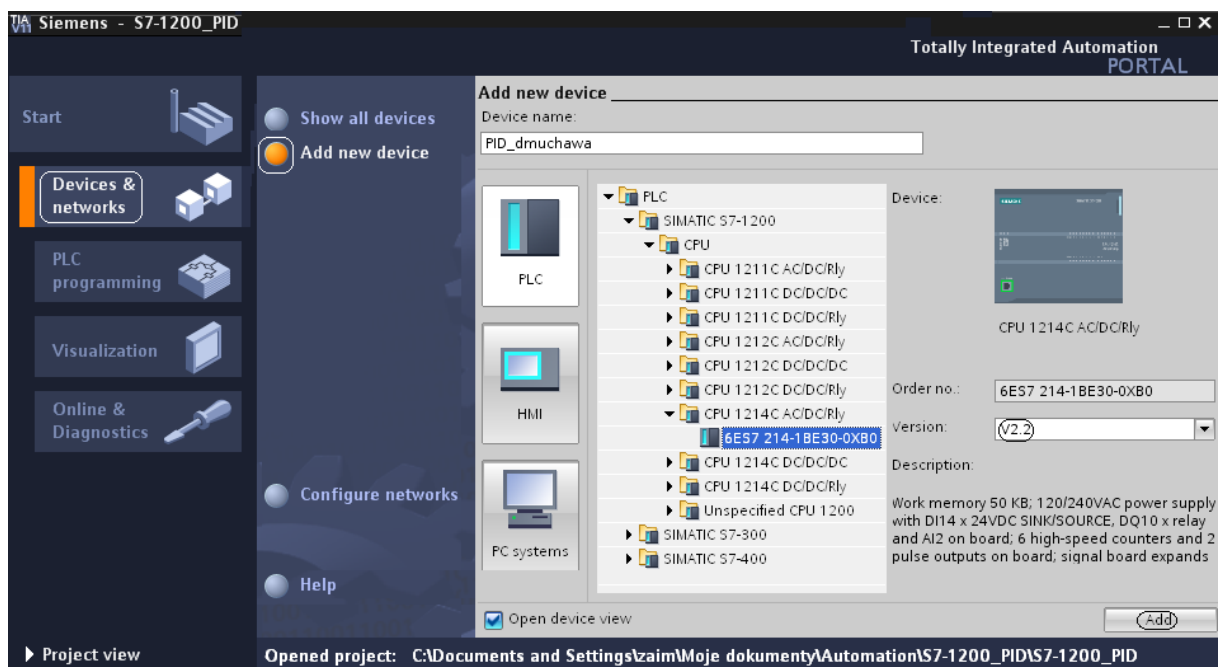 TIA
V11
Siemens - S7-1200_PID
Totally Integrated Automation
PORTAL
Start
Devices &
networks
PLC
programming
Visualization
Online &
Diagnostics
Project view
Show all devices
Add new device
Configure networks
Help
Add new device
Device name:
PID_dmuchawa
PLC
HMI
PC systems
PLC
SIMATIC S7-1200
CPU
CPU 1211C AC/DC/Rly
CPU 1211C DC/DC/DC
CPU 1211C DC/DC/Rly
CPU 1212C AC/DC/Rly
CPU 1212C DC/DC/DC
CPU 1212C DC/DC/Rly
CPU 1214C AC/DC/Rly
6ES7 214-1BE30-0XB0
CPU 1214C DC/DC/DC
CPU 1214C DC/DC/Rly
Unspecified CPU 1200
SIMATIC S7-300
SIMATIC S7-400
Device:
CPU 1214C AC/DC/Rly
Order no.:
6ES7 214-1BE30-0XB0
Version:
V2.2
Description:
Work memory 50 KB; 120/240VAC power supply
with DI14 x 24VDC SINK/SOURCE, DQ10 x relay
and AI2 on board; 6 high-speed counters and 2
pulse outputs on board; signal board expands
Open device view
Add
Opened project: C:\Documents and Settings\zaim\Moje dokumenty\Automation\S7-1200_PID\S7-1200_PID